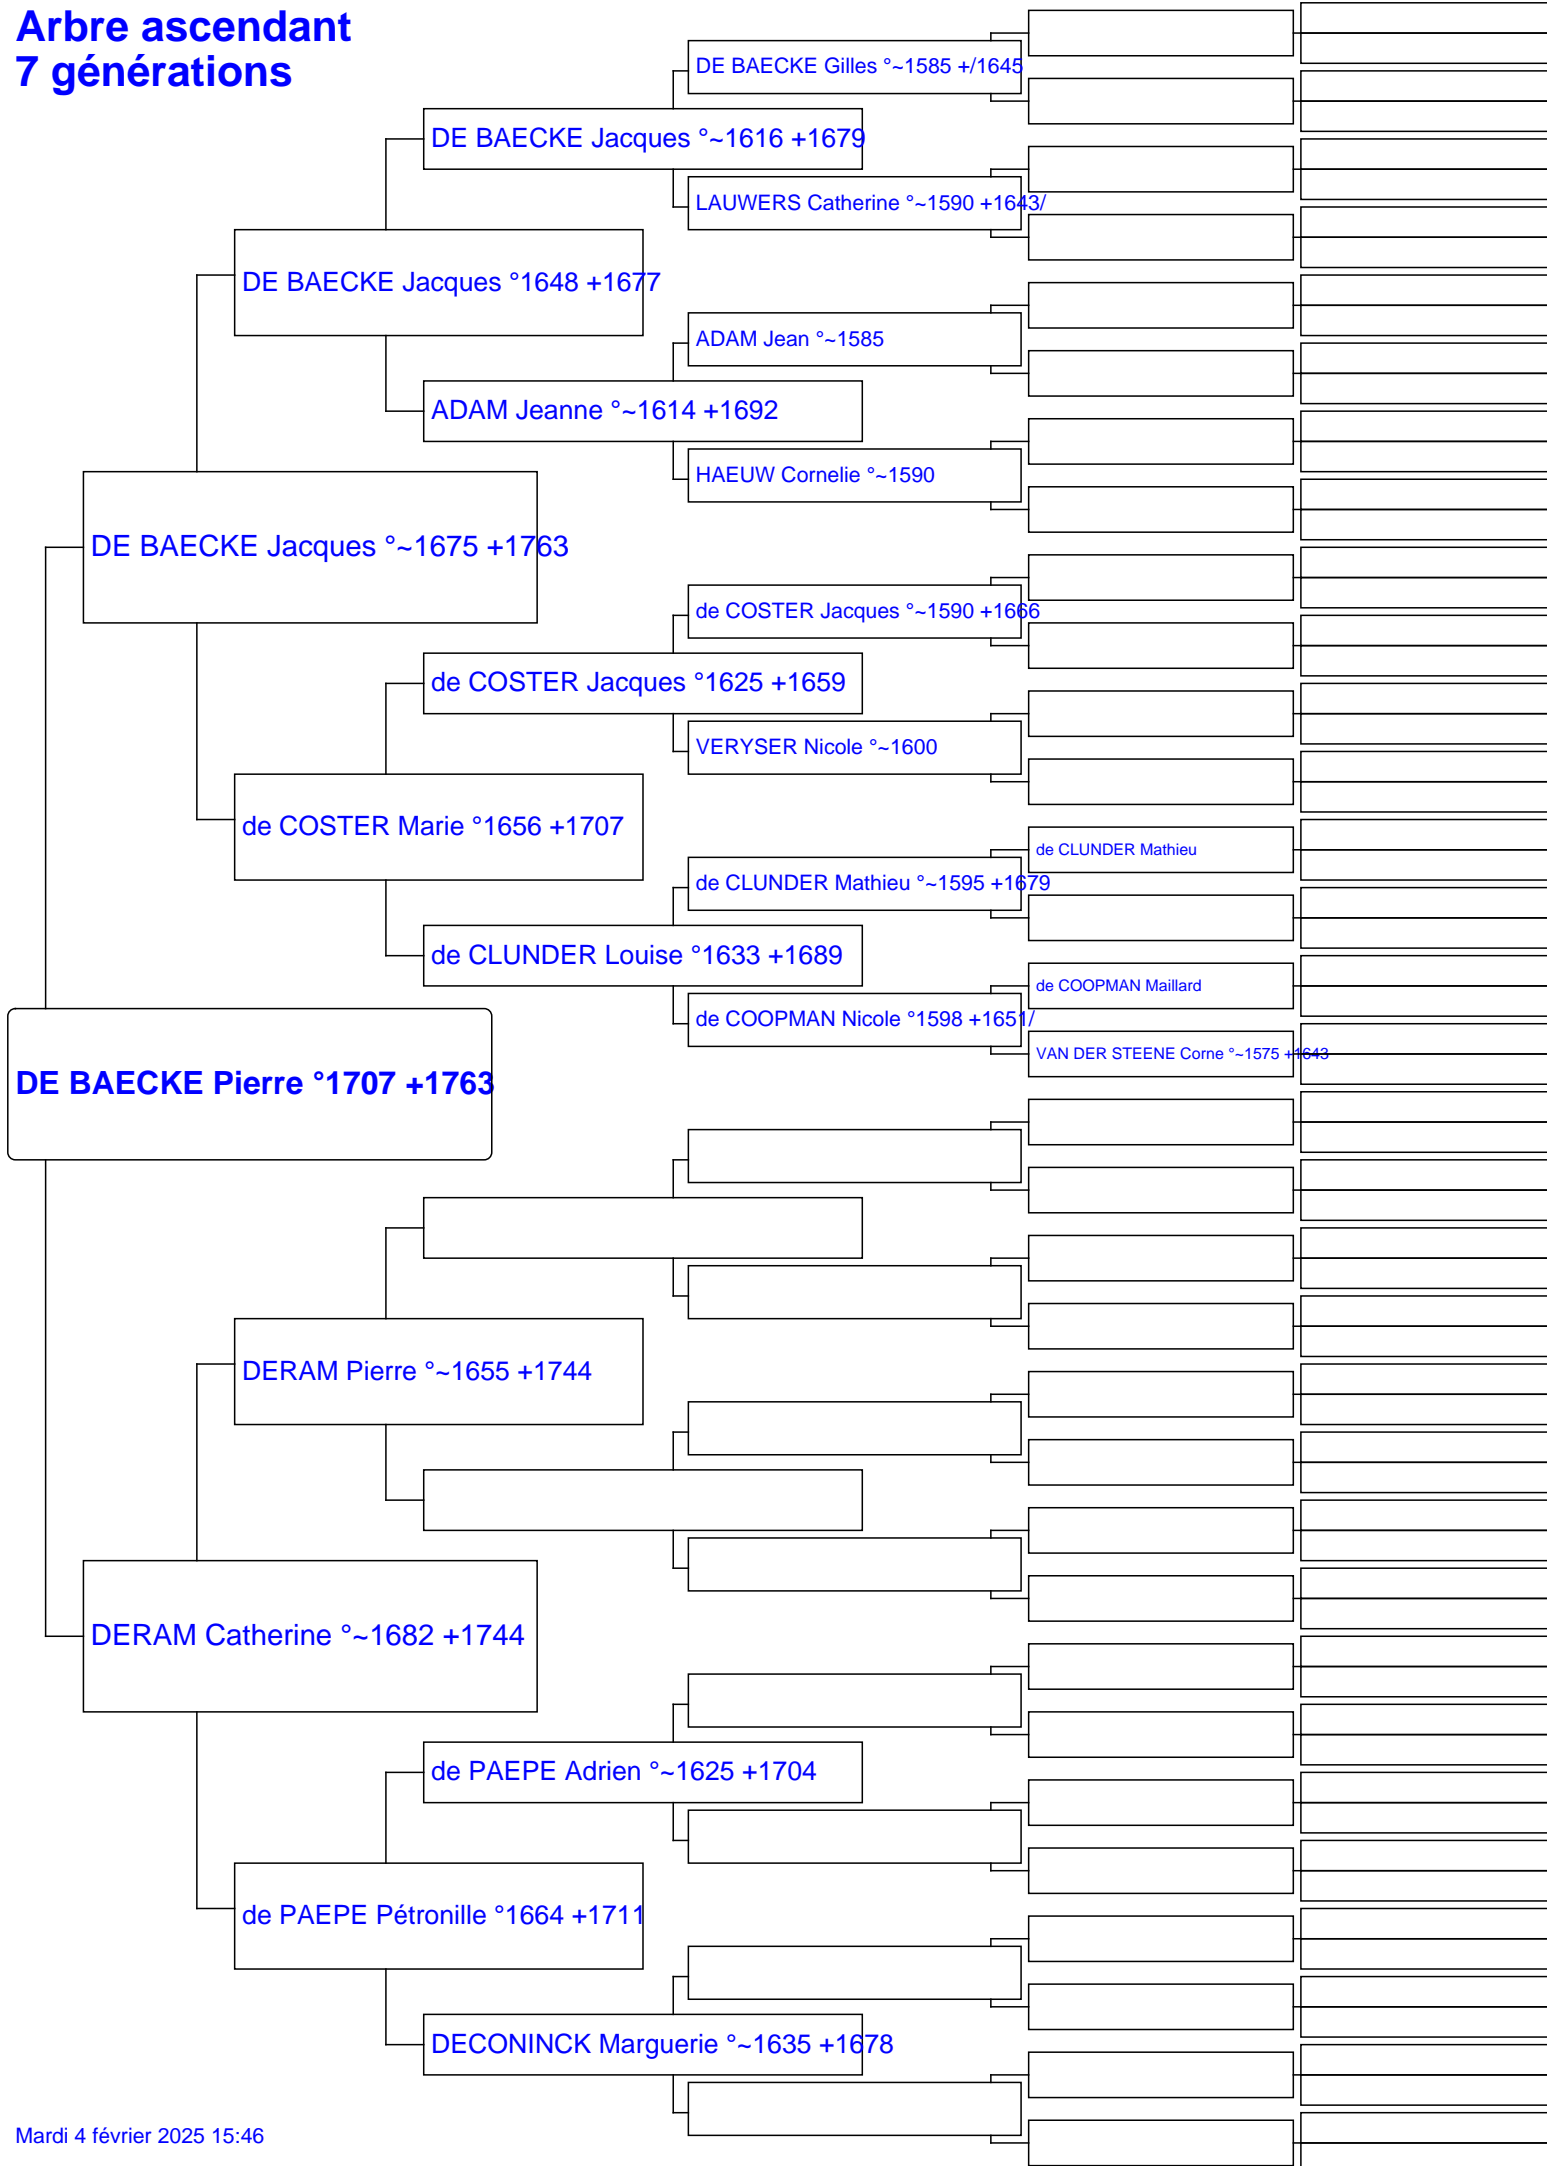 Arbre ascendant
7 générations
DE BAECKE Gilles °~1585 +/1645
DE BAECKE Jacques °~1616 +1679
LAUWERS Catherine °~1590 +1643/
DE BAECKE Jacques °1648 +1677
ADAM Jean °~1585
ADAM Jeanne °~1614 +1692
HAEUW Cornelie °~1590
DE BAECKE Jacques °~1675 +1763
de COSTER Jacques °~1590 +1666
de COSTER Jacques °1625 +1659
VERYSER Nicole °~1600
de COSTER Marie °1656 +1707
de CLUNDER Mathieu
de CLUNDER Mathieu °~1595 +1679
de CLUNDER Louise °1633 +1689
de COOPMAN Maillard
de COOPMAN Nicole °1598 +1651/
VAN DER STEENE Corne °~1575 +1643
DE BAECKE Pierre °1707 +1763
DERAM Pierre °~1655 +1744
DERAM Catherine °~1682 +1744
de PAEPE Adrien °~1625 +1704
de PAEPE Pétronille °1664 +1711
DECONINCK Marguerie °~1635 +1678
Mardi 4 février 2025 15:46